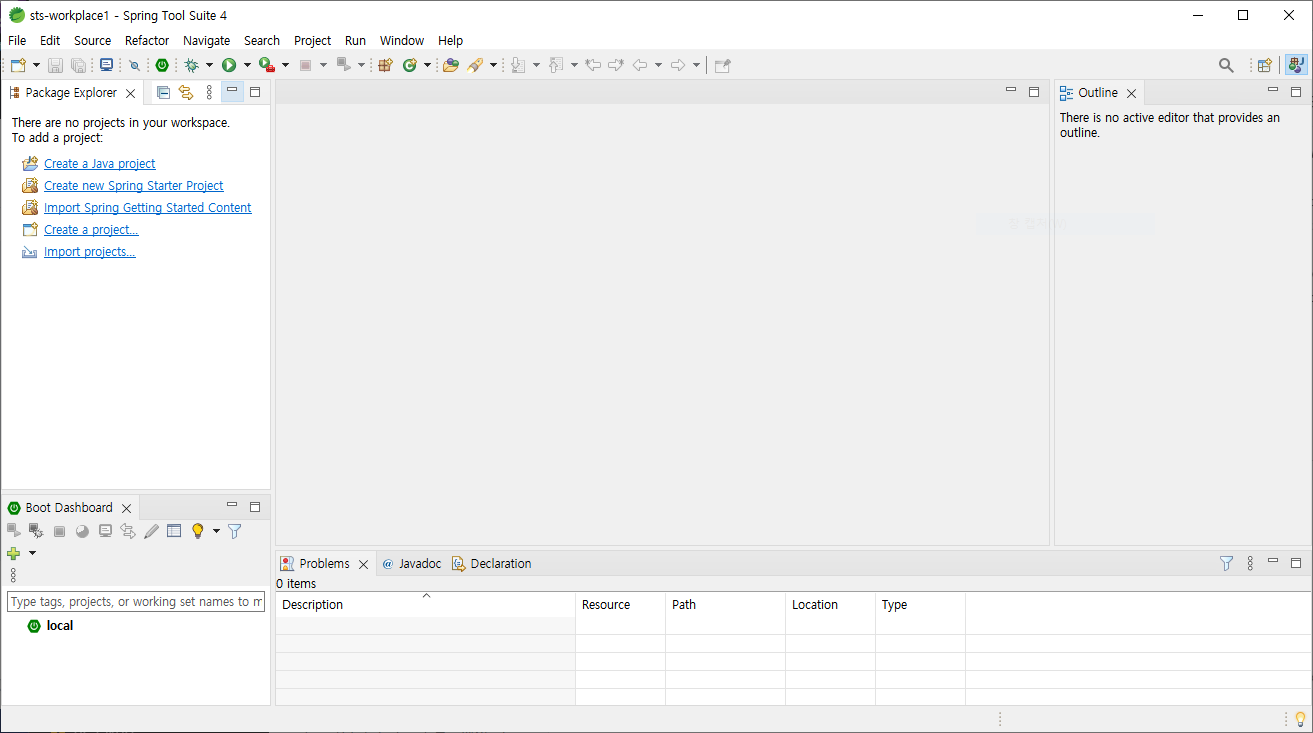 sts-workplace1 - Spring Tool Suite 4
File Edit Source Refactor Navigate Search Project Run Window Help
Package Explorer
There are no projects in your workspace.
To add a project:
Create a Java project
Create new Spring Starter Project
Import Spring Getting Started Content
Create a project...
Import projects...
Outline
There is no active editor that provides an
outline.
Boot Dashboard
Type tags, projects, or working set names to m
local
Problems @ Javadoc Declaration
0 items
Description Resource Path Location Type